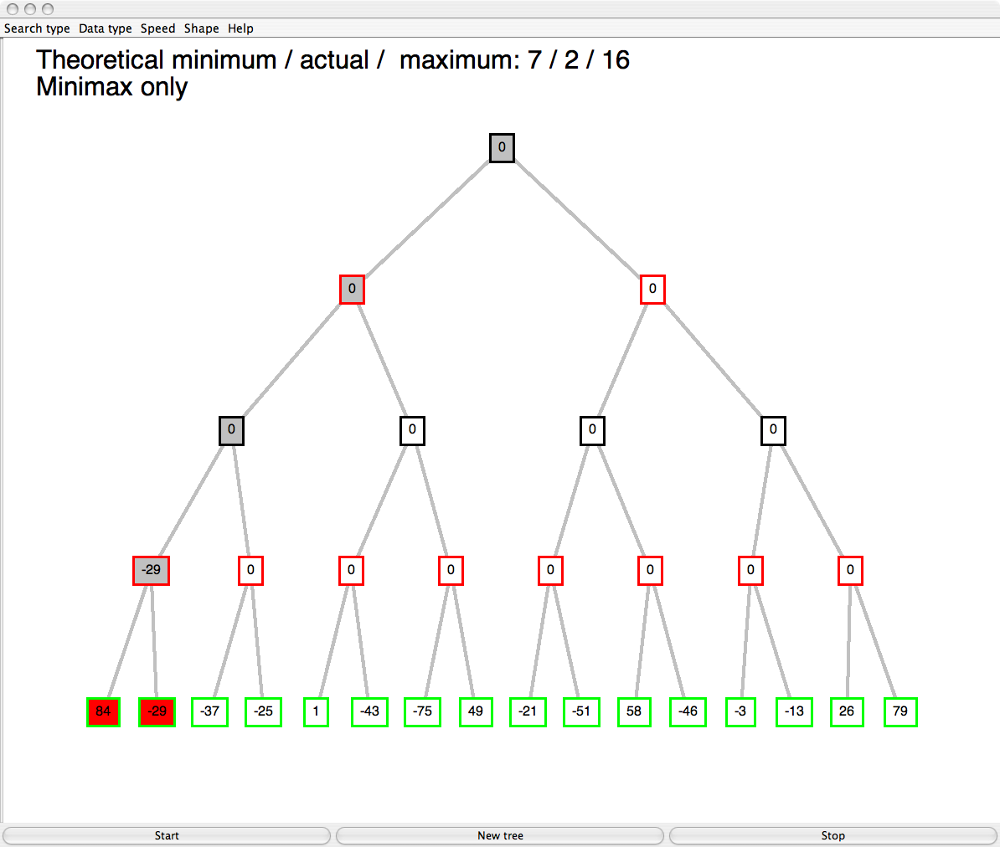 Search type Data type Speed Shape Help
Theoretical minimum / actual /  maximum: 7 / 2 / 16
Minimax only
0
0 0
0 0 0 0
-29 0 0 0 0 0 0 0
84 -29 -37 -25 1 -43 -75 49 -21 -51 58 -46 -3 -13 26 79
Start New tree Stop